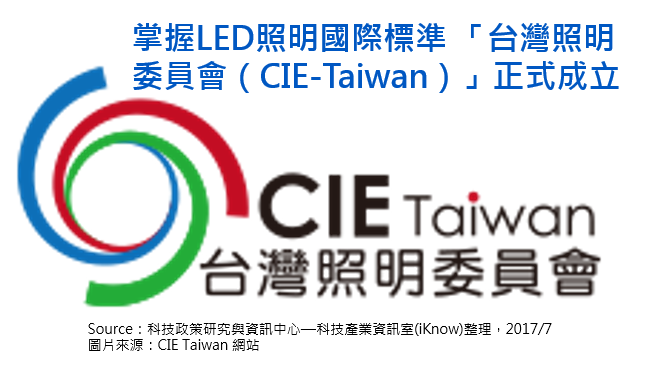 掌握LED照明國際標準「台灣照明
委員會（CIE-Taiwan）」正式成立
CIE Taiwan
台灣照明委員會
Source：科技政策研究與資訊中心—科技產業資訊室(iKnow)整理，2017/7
圖片來源：CIE Taiwan 網站